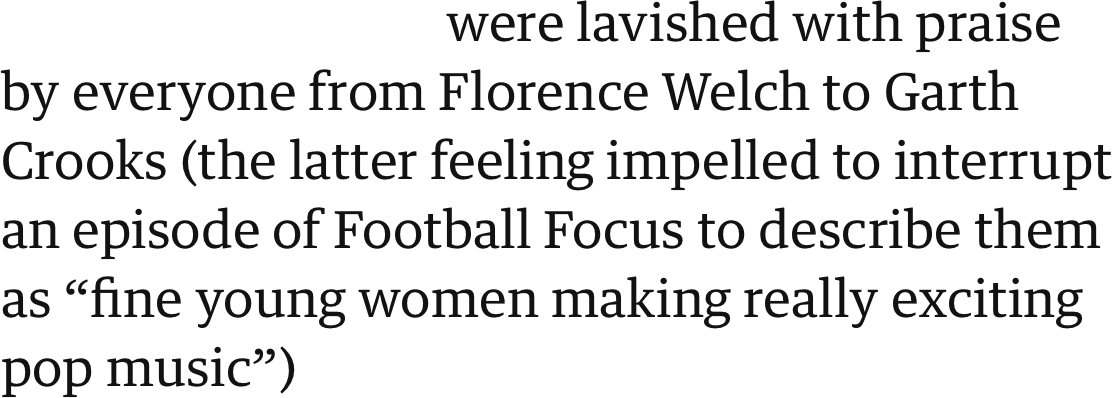 were lavished with praise
by everyone from Florence Welch to Garth
Crooks (the latter feeling impelled to interrupt
an episode of Football Focus to describe them
as “fine young women making really exciting
pop music”)